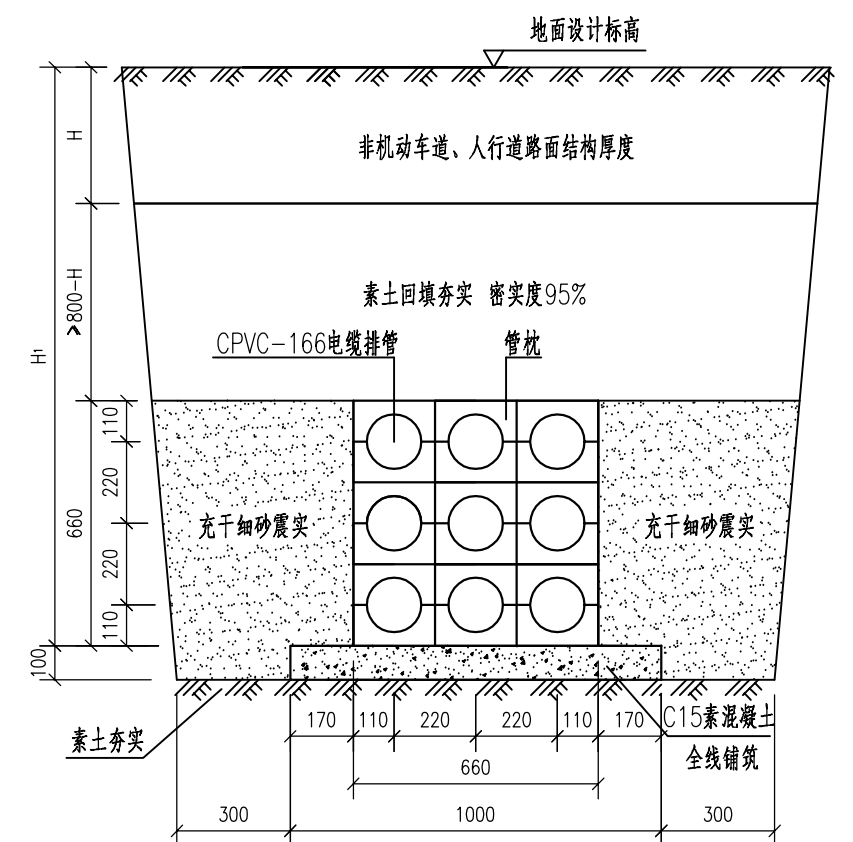 地面设计标高
非机动车道、人行道路面结构厚度
H
素土回填夯实 密实度95%
>800-H
CPVC-166电缆排管
管枕
H1
110
220
660
充干细砂震实
充干细砂震实
220
110
100
170
110
220
220
110
170
C15素混凝土
全线铺筑
素土夯实
660
300
1000
300